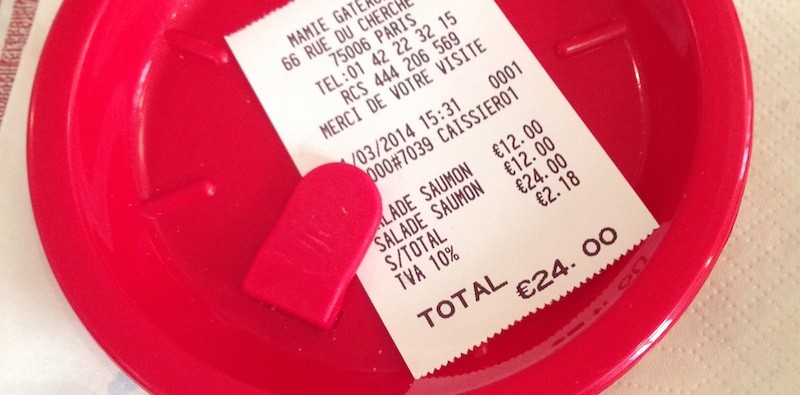 MAMIE
66 RUE DU CHERCHE
75006 PARIS
TEL:01 42 22 32 15
RCS 444 206 569
MERCI DE VOTRE VISITE
/03/2014 15:31 0001
000#7039 CAISSIER01
ALADE SAUMON €12.00
SALADE SAUMON €12.00
S/TOTAL €24.00
TVA 10% €2.18
TOTAL €24.00